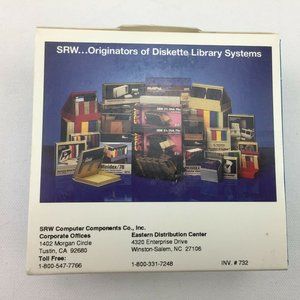 SRW...Originators of Diskette Library Systems
SRW Computer Components Co., Inc.
Corporate Offices Eastern Distribution Center
1402 Morgan Circle 4320 Enterprise Drive
Tustin, CA 92680 Winston-Salem, NC 27106
Toll Free:
1-800-547-7766 1-800-331-7248 INV. # 732